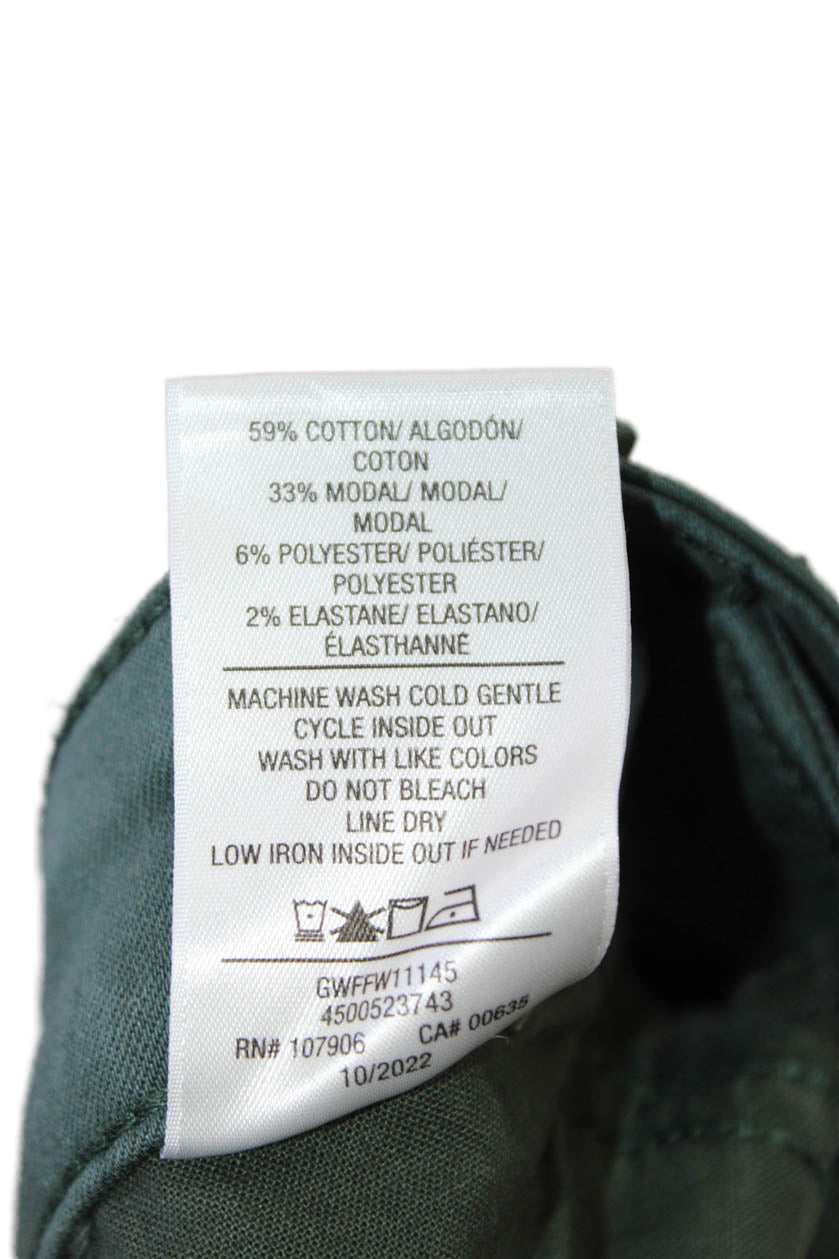 59% COTTON/ ALGODÓN/
COTON
33% MODAL/ MODAL/
MODAL
6% POLYESTER/ POLIÉSTER/
POLYESTER
2% ELASTANE/ ELASTANO/
ÉLASTHANNE
MACHINE WASH COLD GENTLE
CYCLE INSIDE OUT
WASH WITH LIKE COLORS
DO NOT BLEACH
LINE DRY
LOW IRON INSIDE OUT IF NEEDED
GWFFW11145
4500523743
RN# 107906 CA# 00635
10/2022